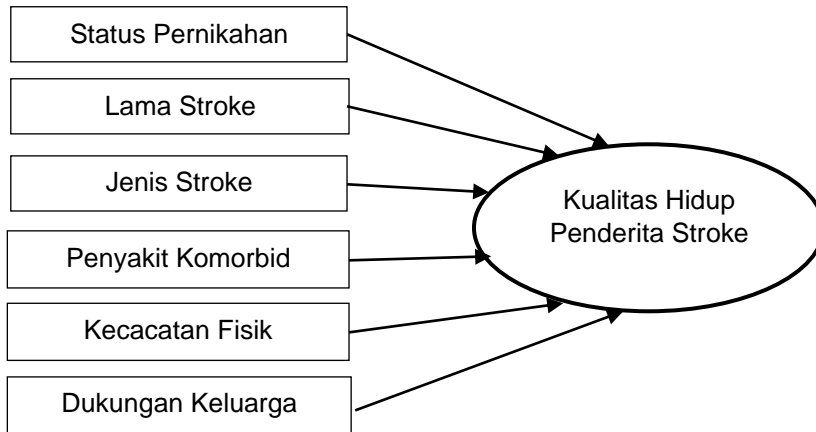 Status Pernikahan
Lama Stroke
Jenis Stroke
Penyakit Komorbid
Kecacatan Fisik
Dukungan Keluarga
Kualitas Hidup
Penderita Stroke